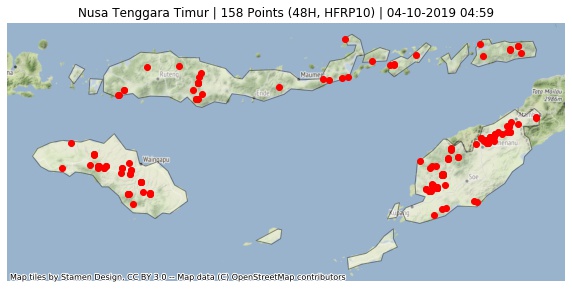 Nusa Tenggara Timur | 158 Points (48H, HFRP10) | 04-10-2019 04:59
Maumere
Ruteng
Ende
Waingapu
Soe
Kupang
Map tiles by Stamen Design, CC BY 3.0 -- Map data (C) OpenStreetMap contributors